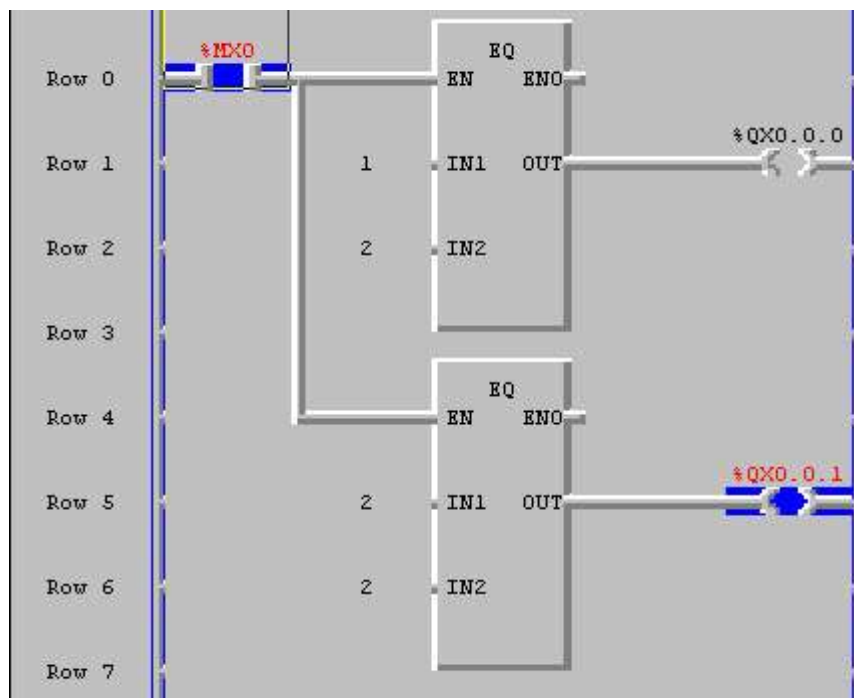 %MX0
EQ
Row 0 EN ENO
%QX0.0.0
Row 1 1 IN1 OUT
Row 2 2 IN2
Row 3
EQ
Row 4 EN ENO
%QX0.0.1
Row 5 2 IN1 OUT
Row 6 2 IN2
Row 7